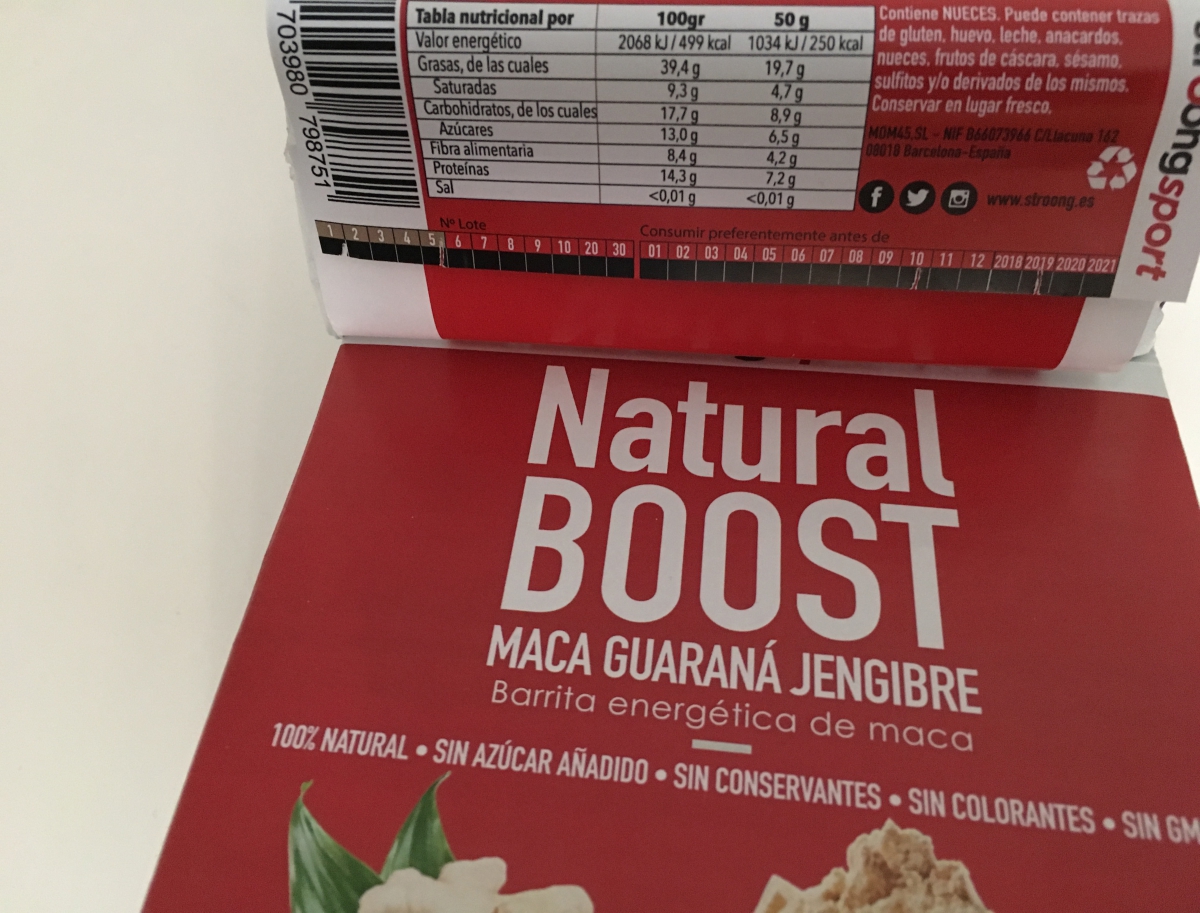 703980 798751
Tabla nutricional por 100gr 50 g
Valor energético 2068 kJ/499 kcal 1034 kJ/250 kcal
Grasas, de las cuales 39,4 g 19,7 g
Saturadas 9,3 g 4,7 g
Carbohidratos, de los cuales 17,7 g 8,9 g
Azúcares 13,0 g 6,5 g
Fibra alimentaria 8,4 g 4,2 g
Proteínas 14,3 g 7,2 g
Sal <0,01 g <0,01 g
Contiene NUECES. Puede contener trazas
de gluten, huevo, leche, anacardos,
nueces, frutos de cáscara, sésamo,
sulfitos y/o derivados de los mismos.
Conservar en lugar fresco.
MOM45,SL - NIF B66073966 C/Llacuna 162
08018 Barcelona-España
www.stroong.es
ongsport
Nº Lote
1 2 3 4 5 6 7 8 9 10 20 30
Consumir preferentemente antes de
01 02 03 04 05 06 07 08 09 10 11 12 2018 2019 2020 2021
Natural
BOOST
MACA GUARANÁ JENGIBRE
Barrita energética de maca
100% NATURAL • SIN AZÚCAR AÑADIDO • SIN CONSERVANTES • SIN COLORANTES • SIN GM